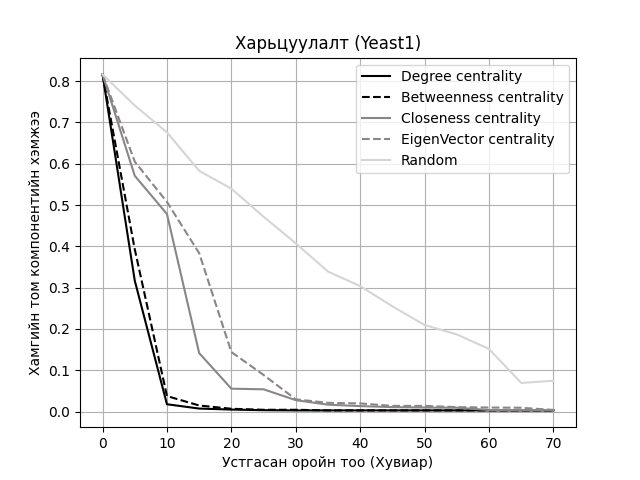 Харьцуулалт (Yeast1)
Degree centrality
Betweenness centrality
Closeness centrality
EigenVector centrality
Random
Хамгийн том компонентийн хэмжээ
0.8
0.7
0.6
0.5
0.4
0.3
0.2
0.1
0.0
0 10 20 30 40 50 60 70
Устгасан оройн тоо (Хувиар)